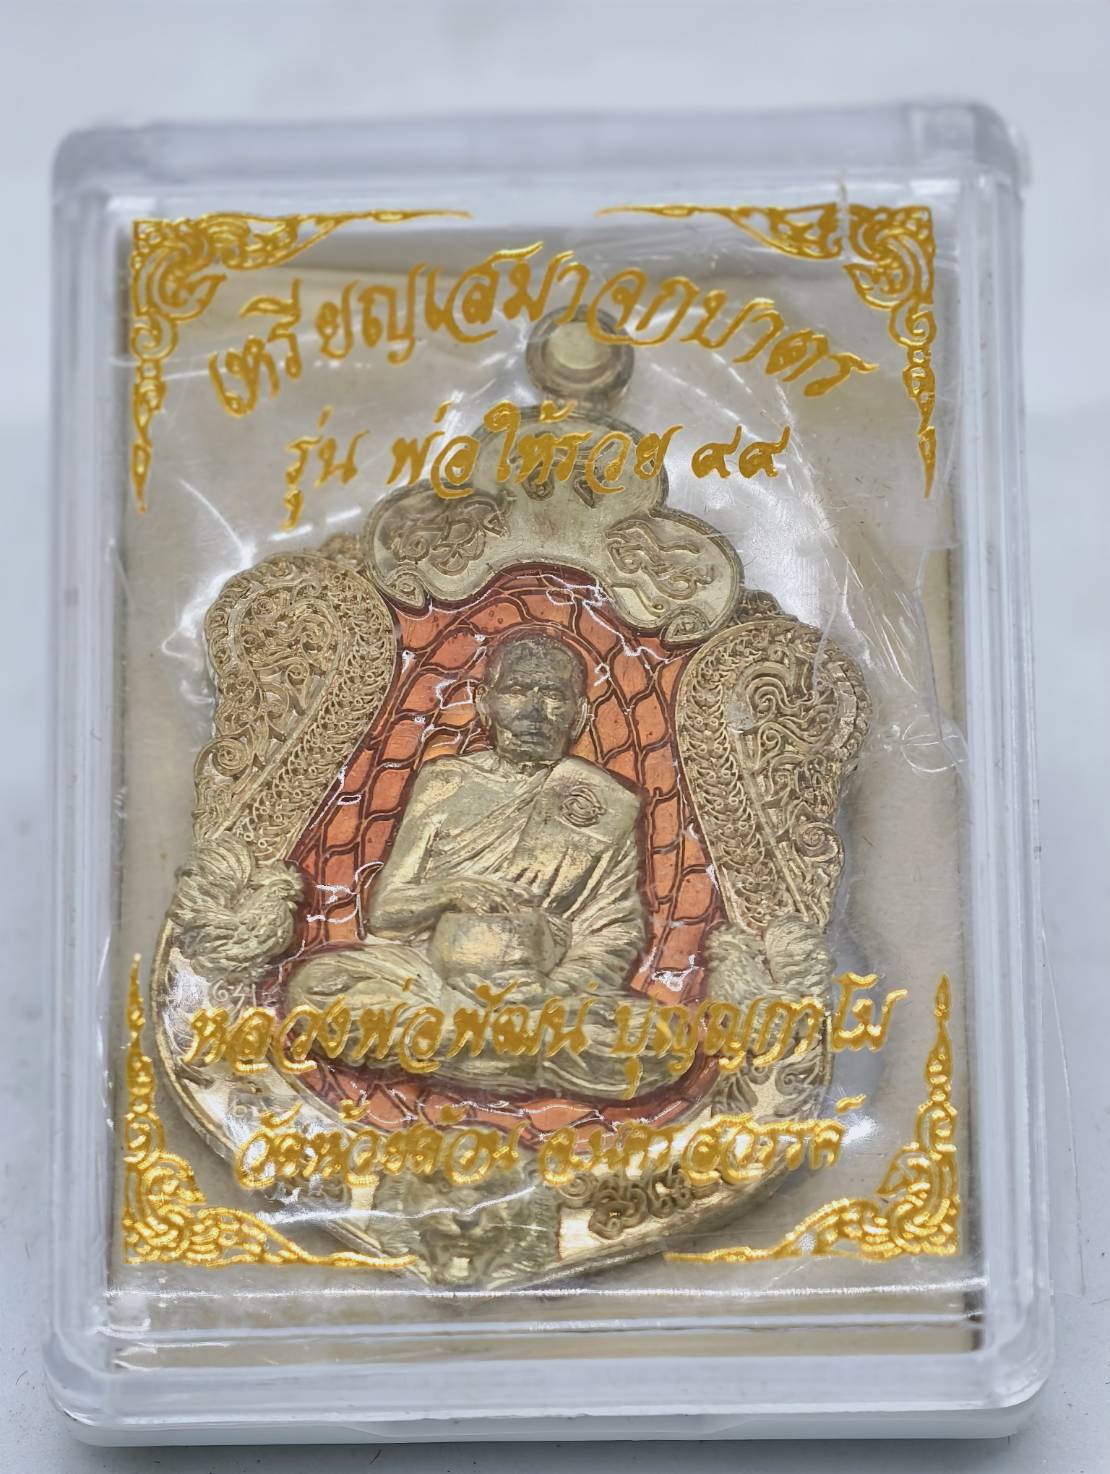 เหรียญเสมาจกบาตร
รุ่น พ่อให้รวย ๙๙
หลวงพ่อพัฒน์ ปุญญกาโม
วัดห้วยด้วน จ.นครสวรรค์